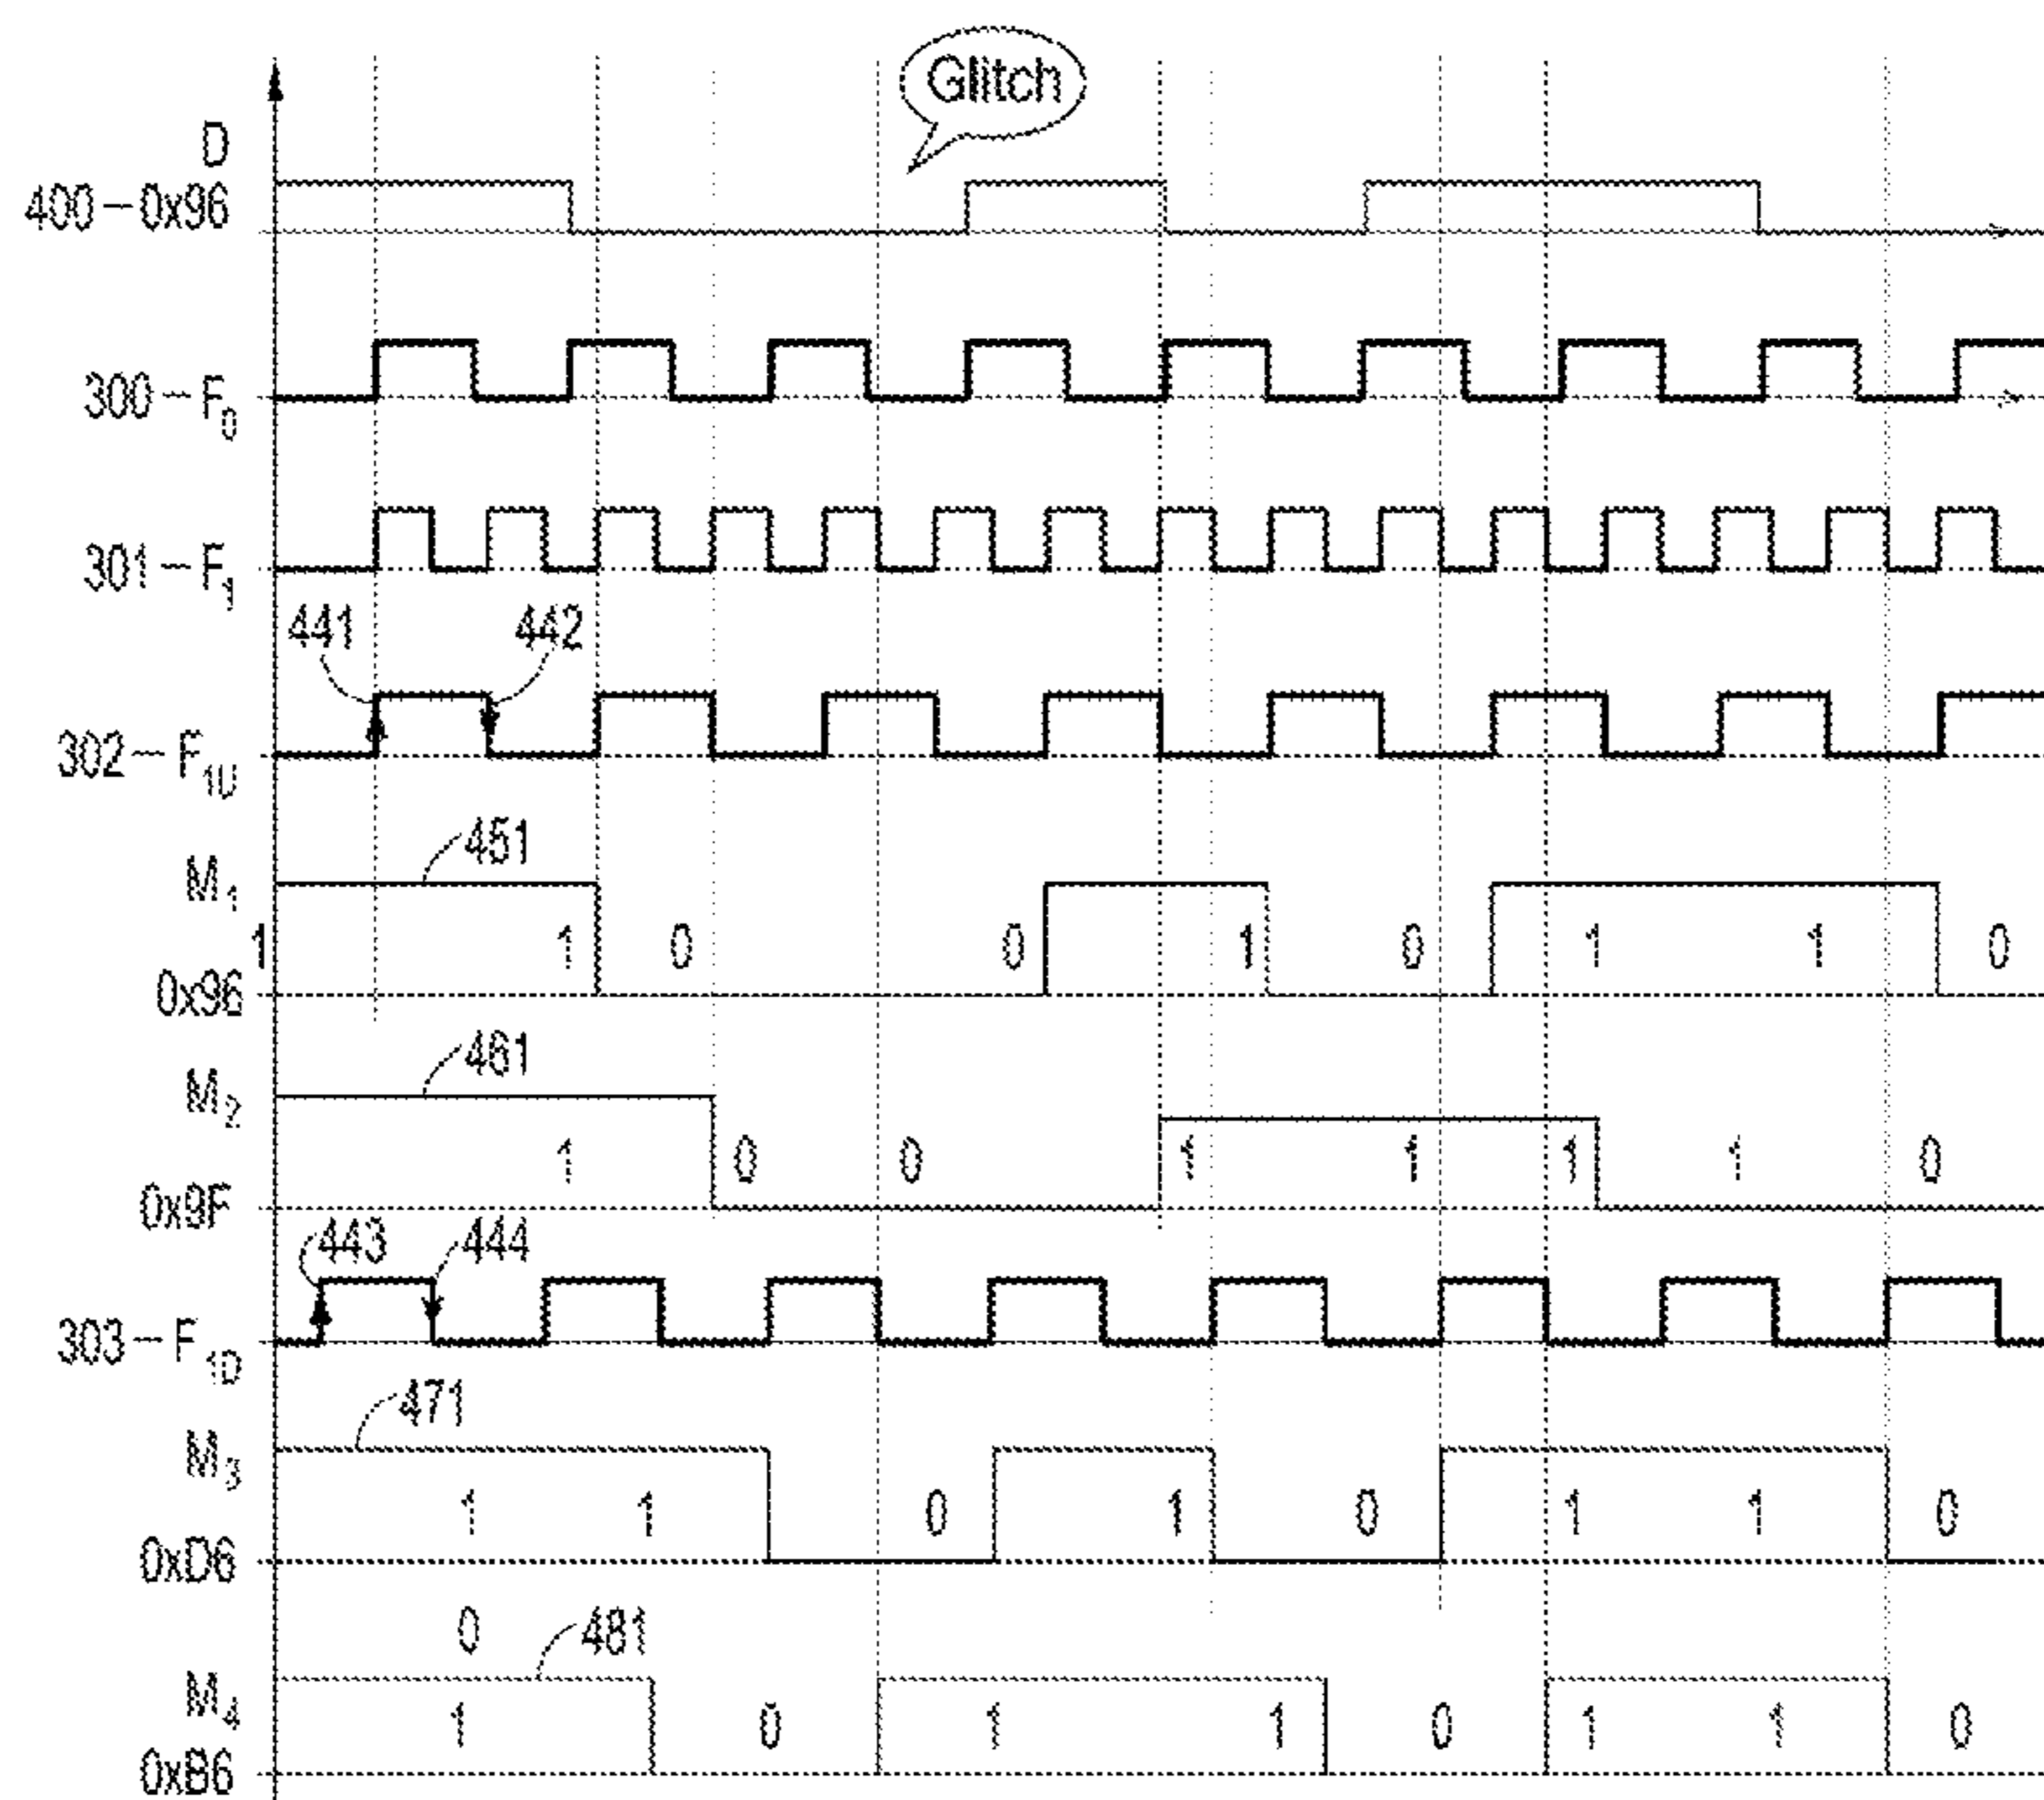 Glitch
D
400-0x96
300-F0
301-F1
441
442
302-F1U
451
M1
1 1 0 0 1 0 1 1 0
0x96
461
M2
1 0 0 1 1 1 1 0
0x9F
443
444
303-F1D
471
M3
1 1 0 1 0 1 1 0
0xD6
0
481
M4
1 0 1 1 0 1 1 0
0xB6